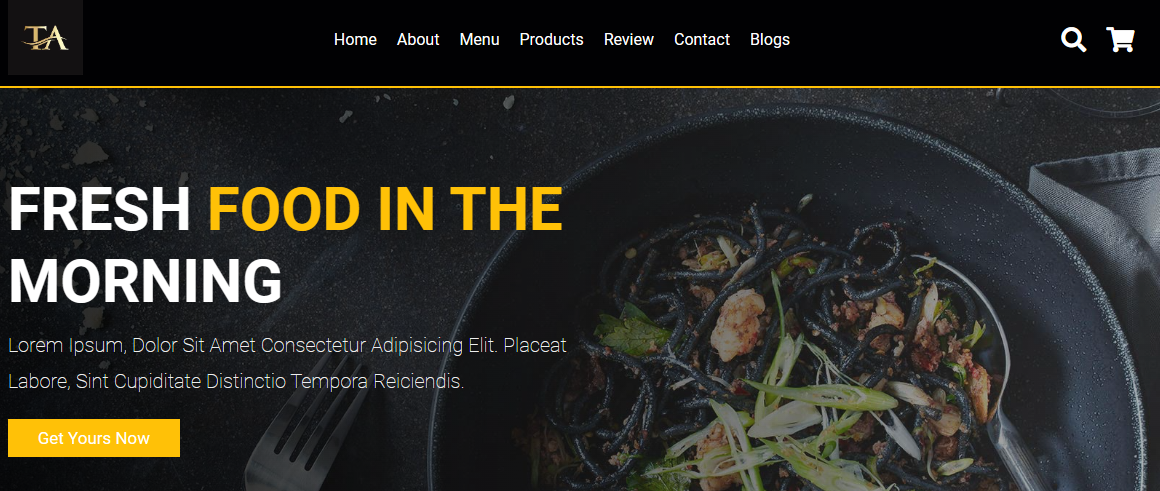 TA
Home About Menu Products Review Contact Blogs
FRESH FOOD IN THE
MORNING
Lorem Ipsum, Dolor Sit Amet Consectetur Adipisicing Elit. Placeat
Labore, Sint Cupiditate Distinctio Tempora Reiciendis.
Get Yours Now